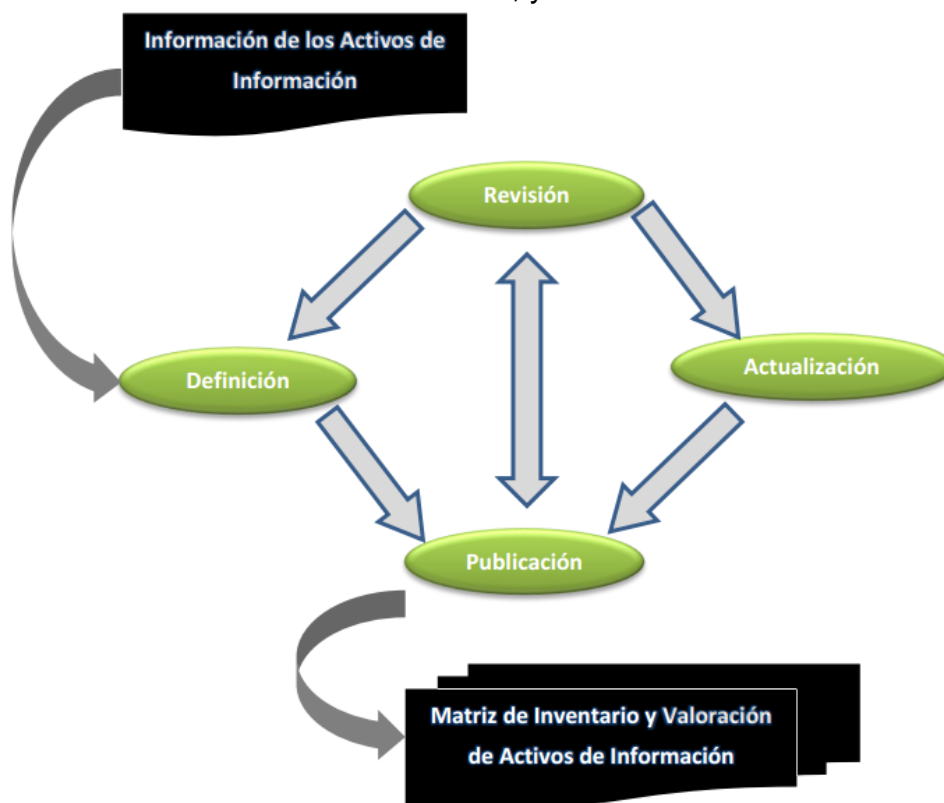 Información de los Activos de
Información
Revisión
Definición
Actualización
Publicación
Matriz de Inventario y Valoración
de Activos de Información